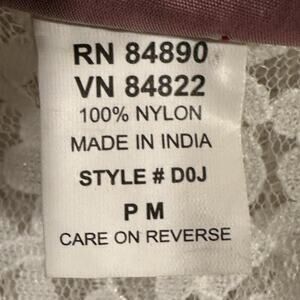 RN 84890
VN 84822
100% NYLON
MADE IN INDIA
STYLE # D0J
P M
CARE ON REVERSE